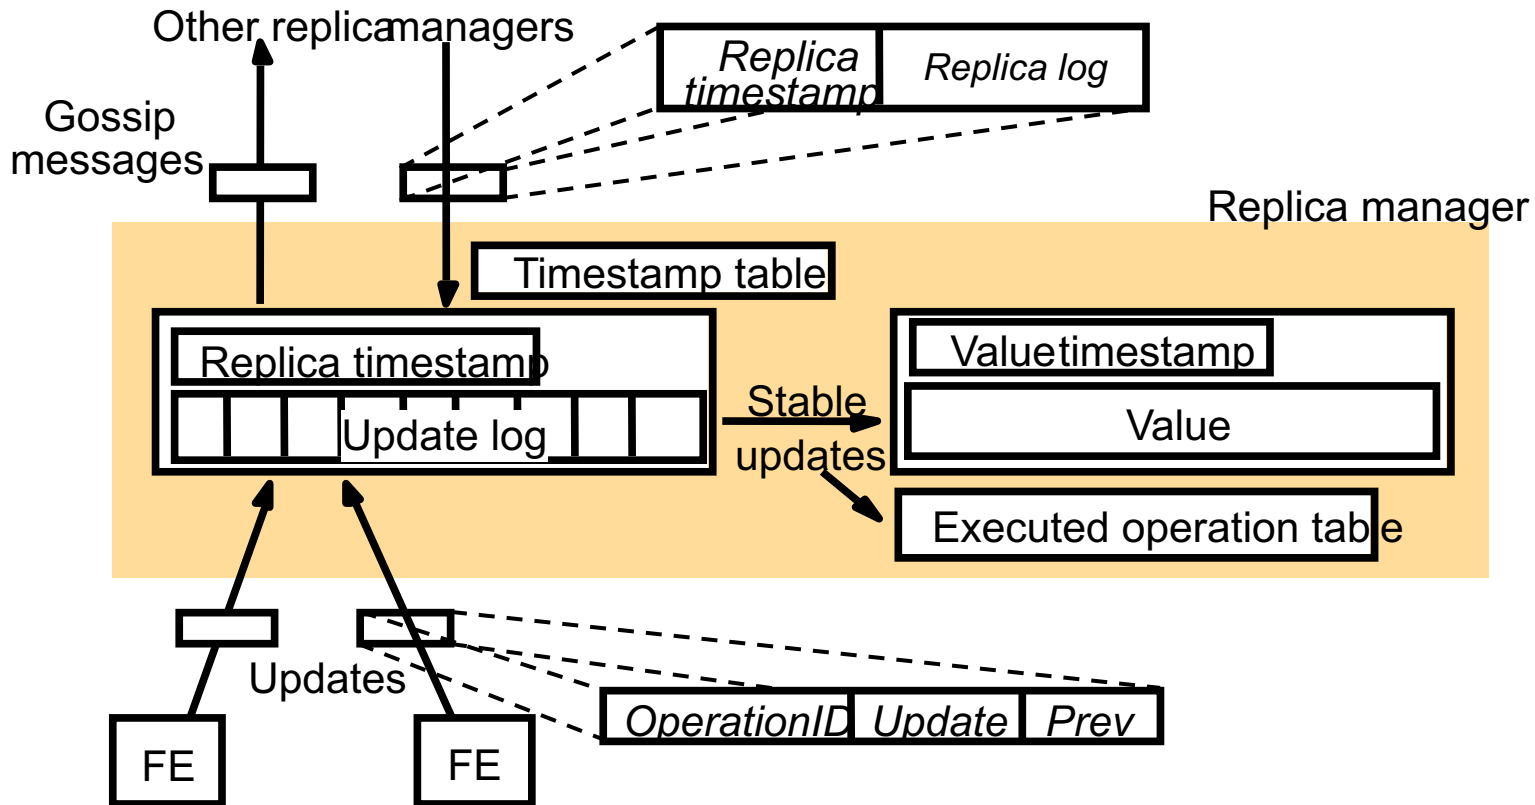 Other replica managers
Replica
timestamp
Replica log
Gossip
messages
Replica manager
Timestamp table
Replica timestamp
Value timestamp
Stable
updates
Update log
Value
Executed operation table
Updates
OperationID
Update
Prev
FE
FE